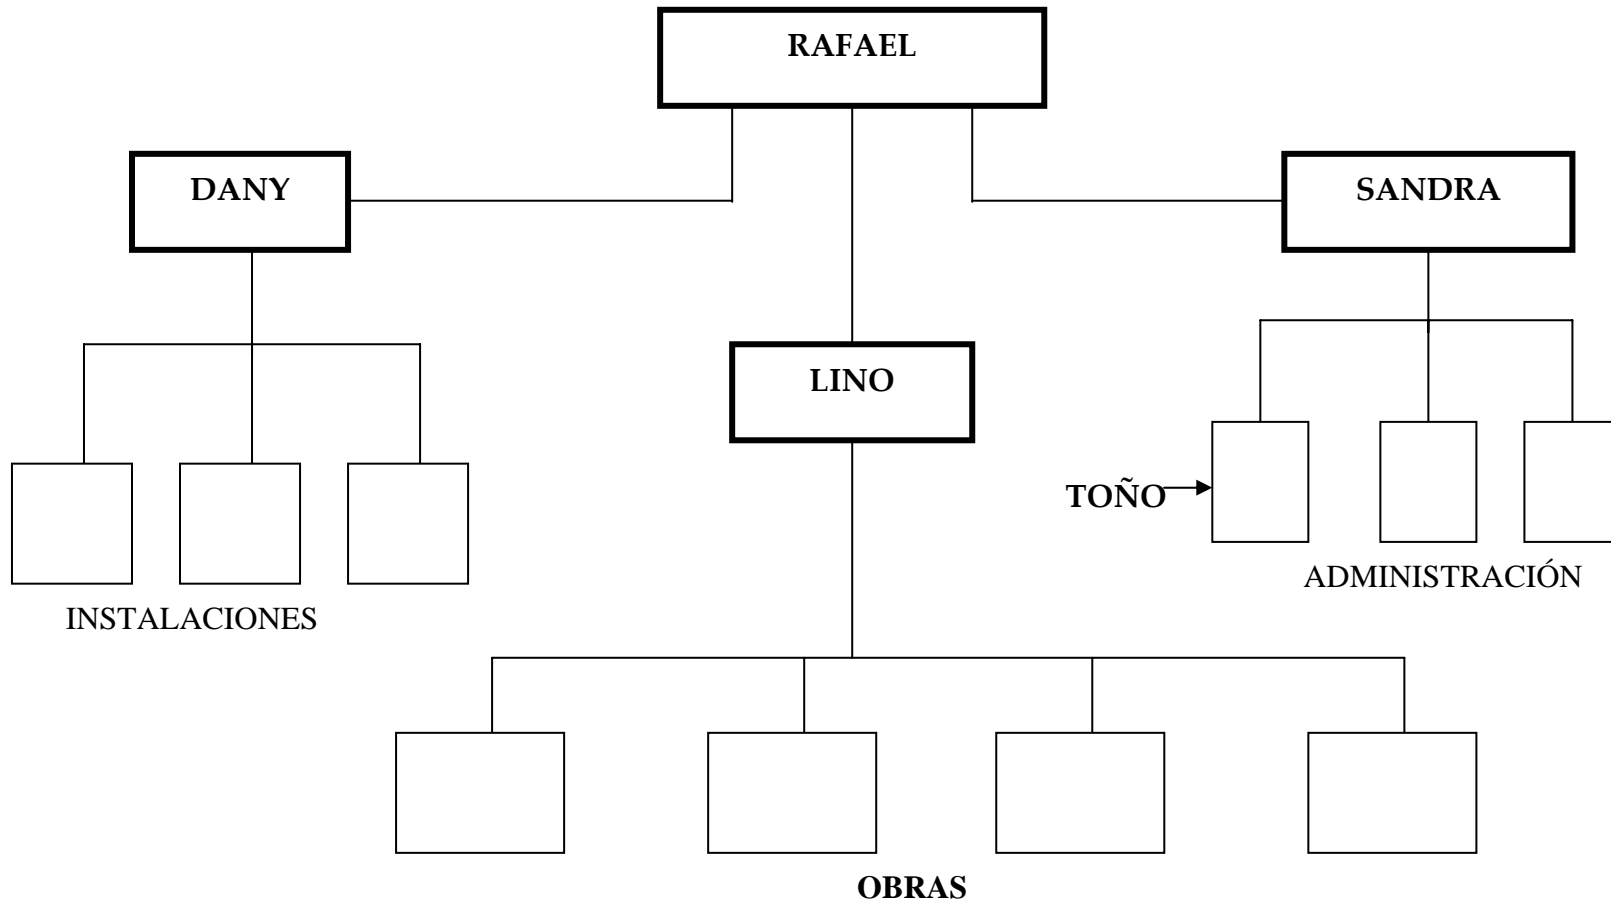 RAFAEL
DANY
SANDRA
LINO
TOÑO
ADMINISTRACIÓN
INSTALACIONES
OBRAS